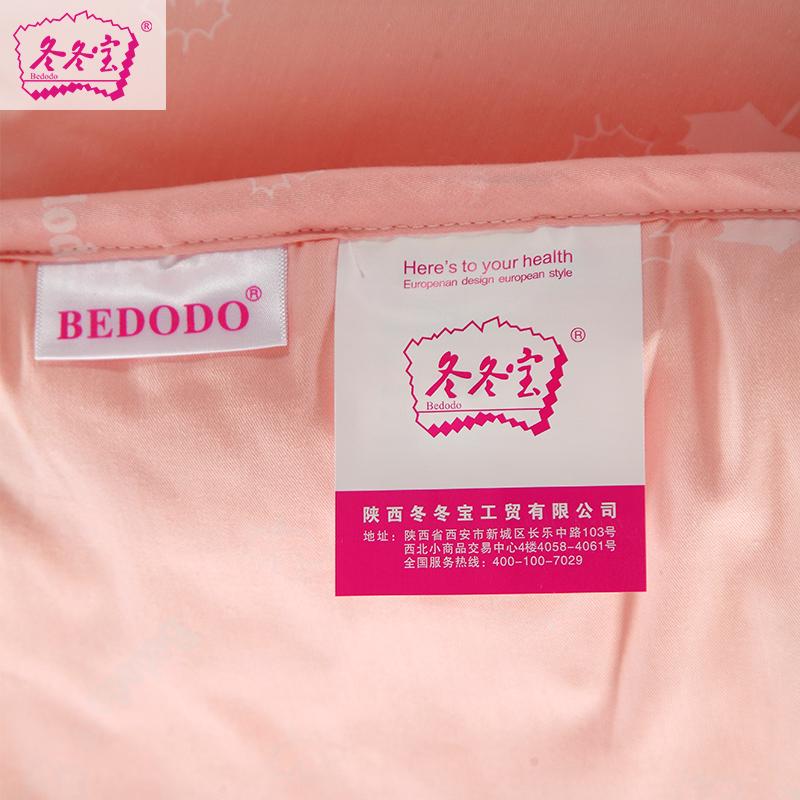 冬冬宝®
Bedodo
BEDODO®
Here's to your health
Europenan design european style
冬冬宝®
Bedodo
陕西冬冬宝工贸有限公司
地址：陕西省西安市新城区长乐中路103号
西北小商品交易中心4楼4058-4061号
全国服务热线：400-100-7029